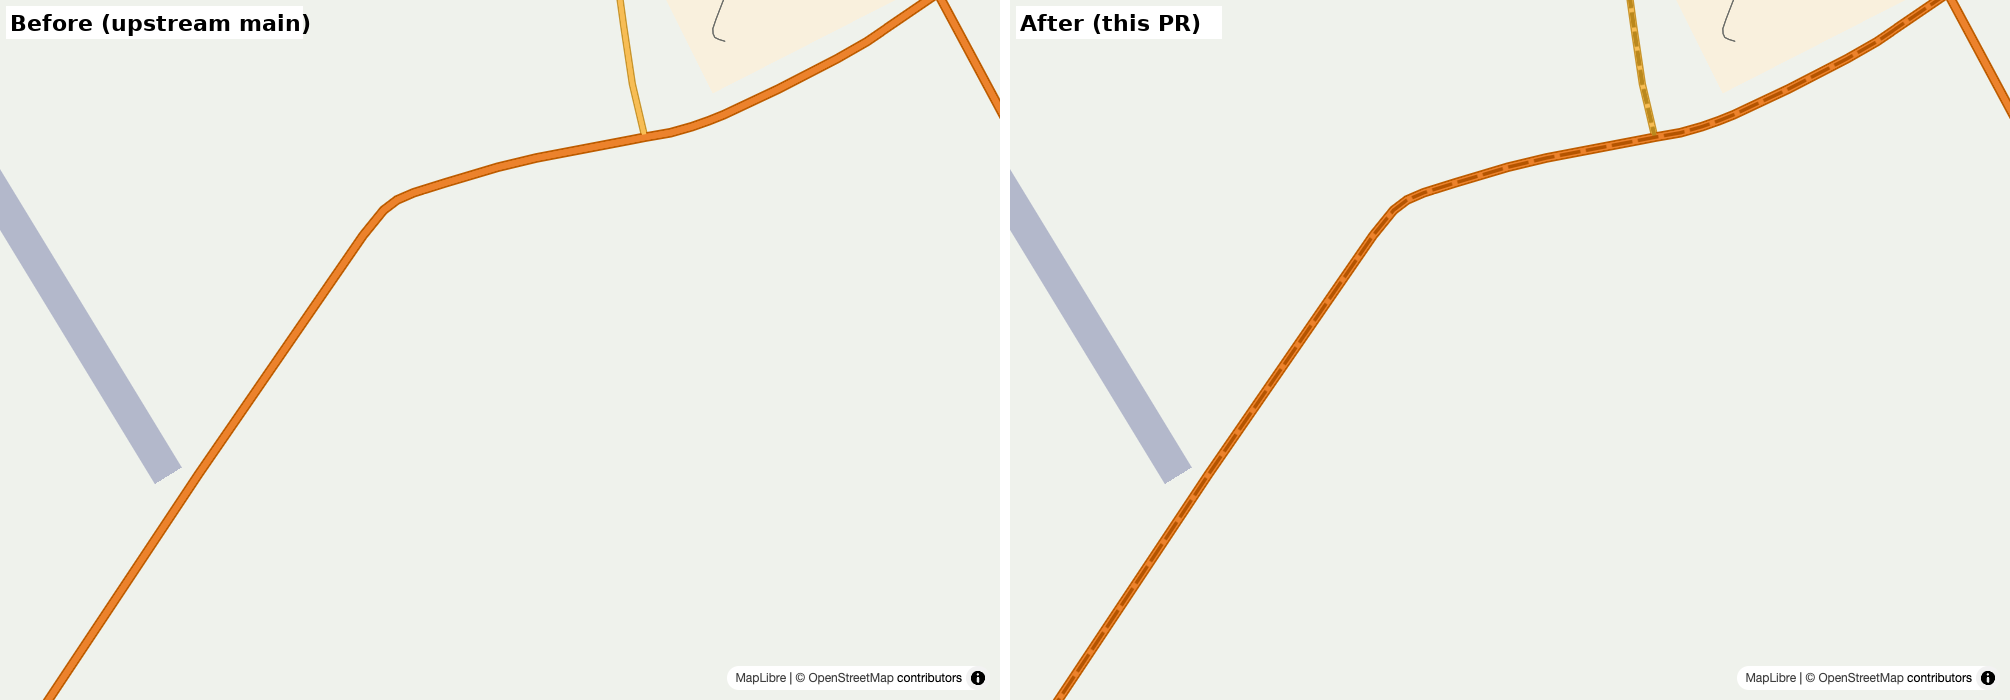 Before (upstream main)
After (this PR)
MapLibre | © OpenStreetMap contributors
MapLibre | © OpenStreetMap contributors